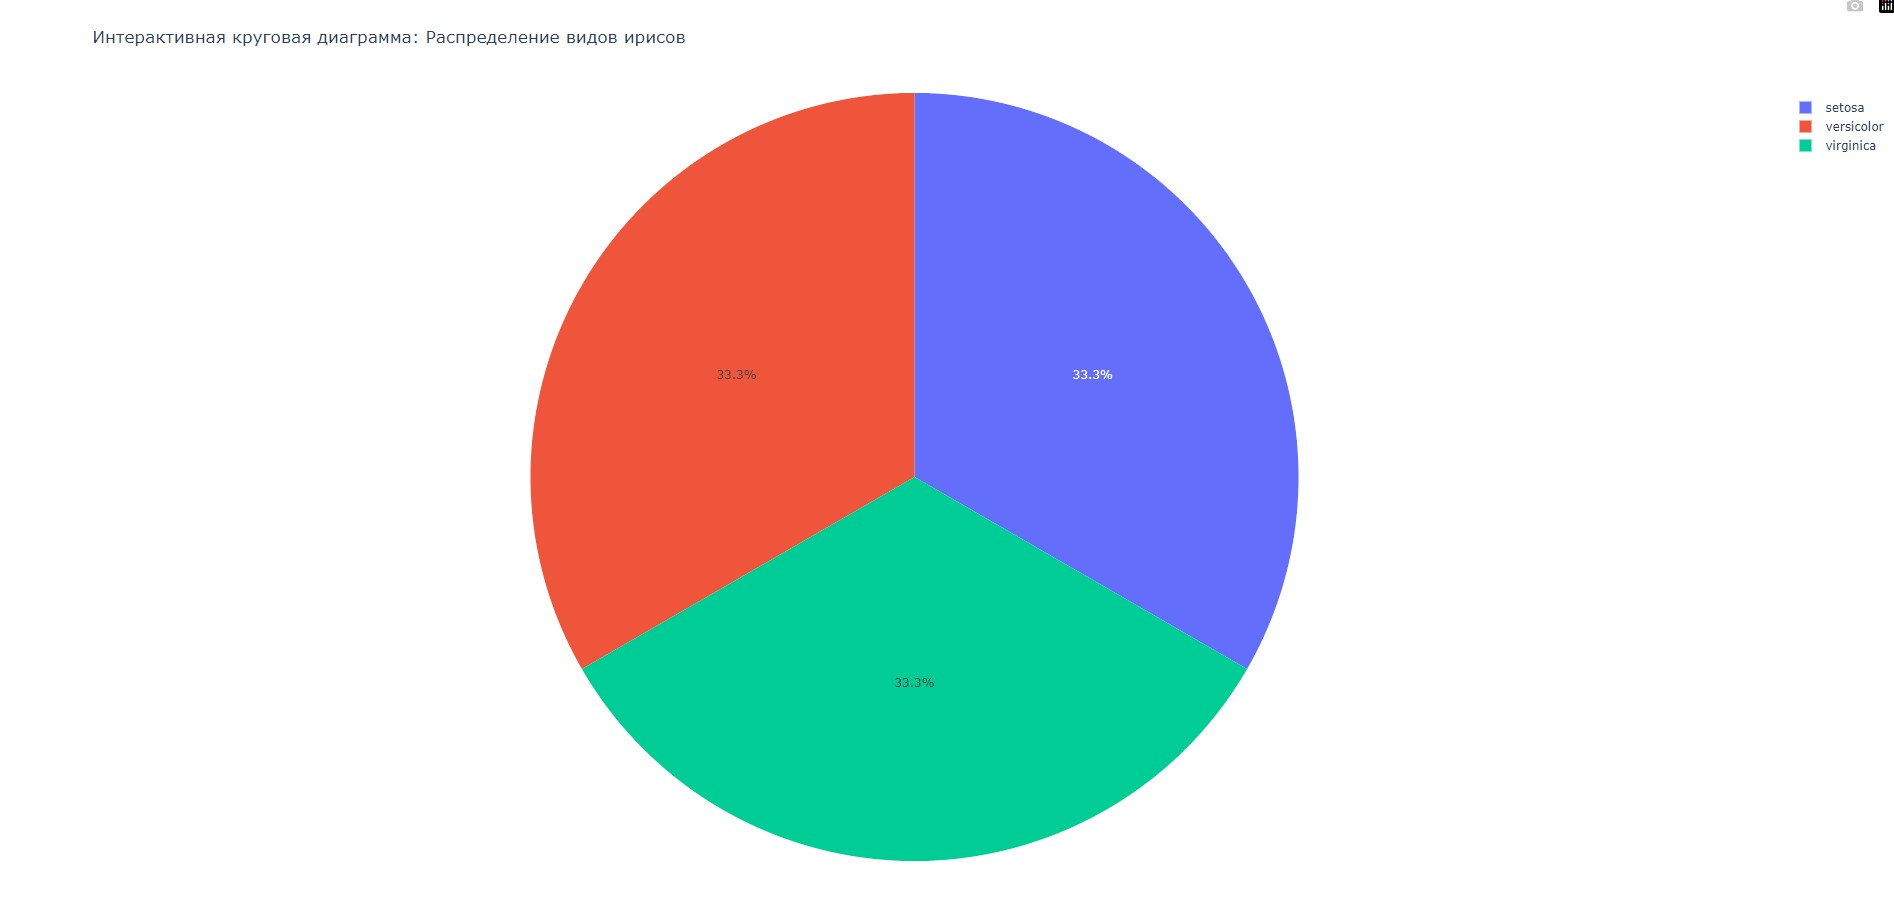 Интерактивная круговая диаграмма: Распределение видов ирисов
setosa
versicolor
virginica
33.3%
33.3%
33.3%